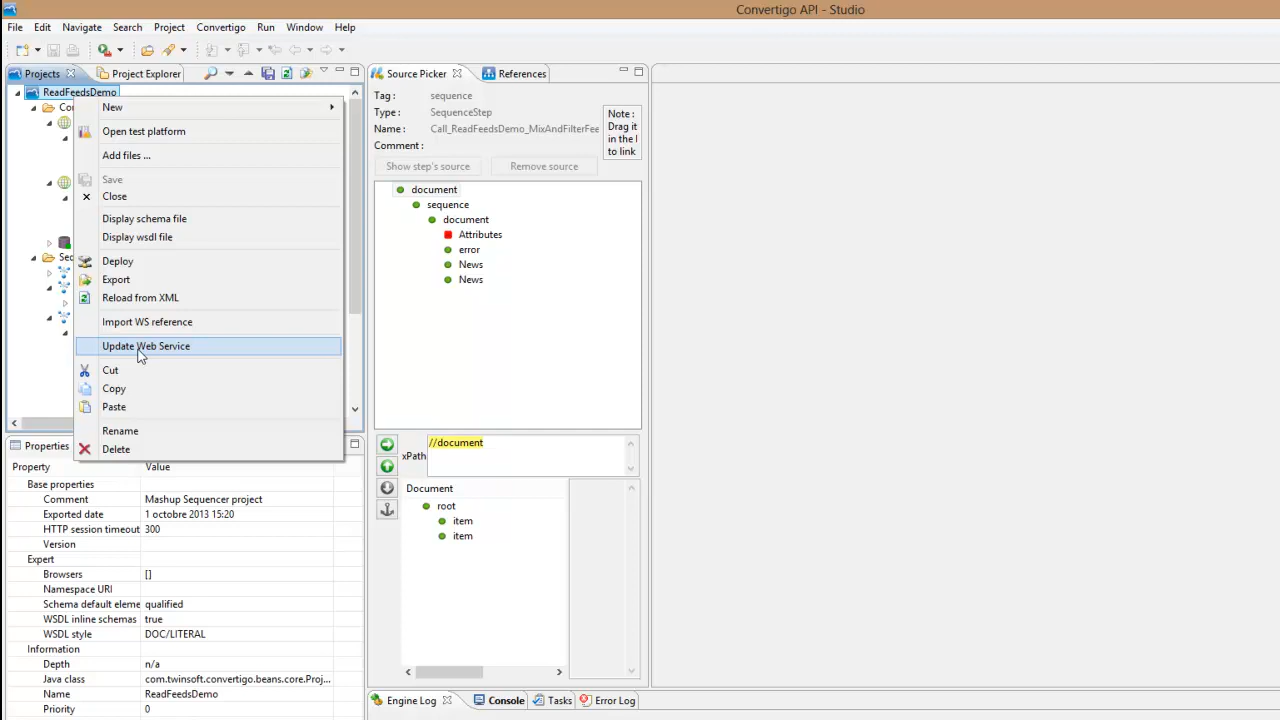 Convertigo API - Studio
File Edit Navigate Search Project Convertigo Run Window Help
Projects Project Explorer
ReadFeedsDemo
Co
Se
New
Open test platform
Add files ...
Save
Close
Display schema file
Display wsdl file
Deploy
Export
Reload from XML
Import WS reference
Update Web Service
Cut
Copy
Paste
Rename
Delete
Source Picker References
Tag : sequence
Type : SequenceStep
Name : Call_ReadFeedsDemo_MixAndFilterFee
Comment :
Note :
Drag it
in the l
to link
Show step's source Remove source
document
sequence
document
Attributes
error
News
News
xPath //document
Document
root
item
item
Properties
Property Value
Base properties
Comment Mashup Sequencer project
Exported date 1 octobre 2013 15:20
HTTP session timeout 300
Version
Expert
Browsers []
Namespace URI
Schema default eleme qualified
WSDL inline schemas true
WSDL style DOC/LITERAL
Information
Depth n/a
Java class com.twinsoft.convertigo.beans.core.Proj...
Name ReadFeedsDemo
Priority 0
Engine Log Console Tasks Error Log